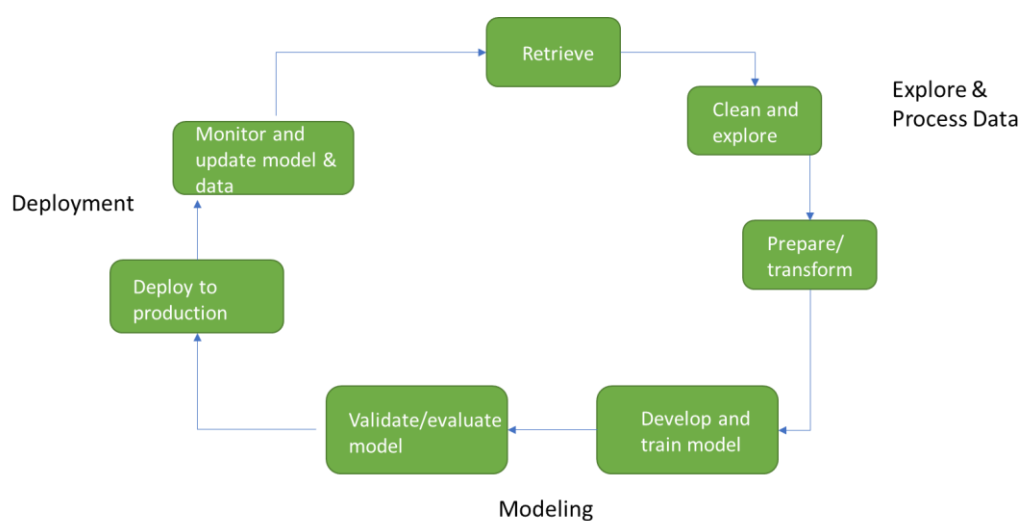 Retrieve
Clean and
explore
Explore &
Process Data
Prepare/
transform
Develop and
train model
Modeling
Validate/evaluate
model
Deploy to
production
Deployment
Monitor and
update model &
data